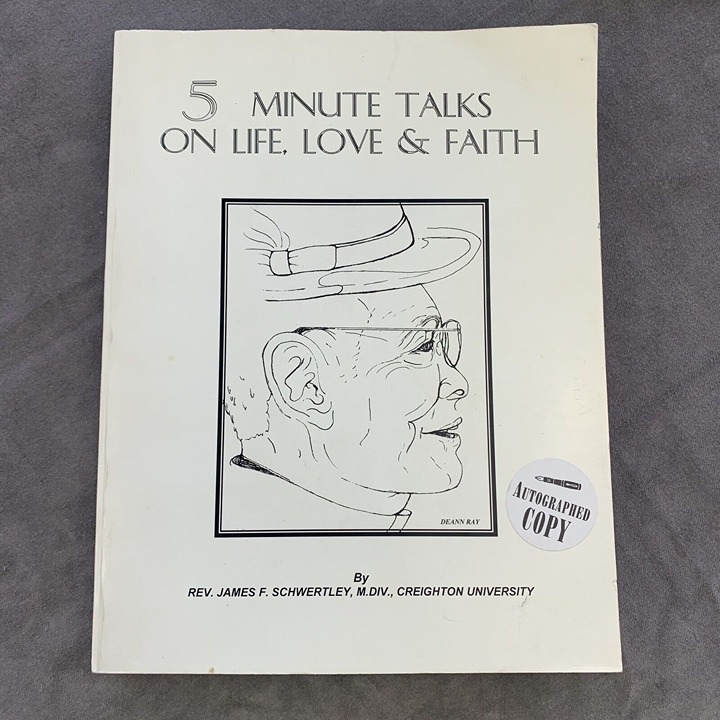 5 MINUTE TALKS
ON LIFE, LOVE & FAITH
DEANN RAY
AUTOGRAPHED
COPY
By
REV. JAMES F. SCHWERTLEY, M.DIV., CREIGHTON UNIVERSITY